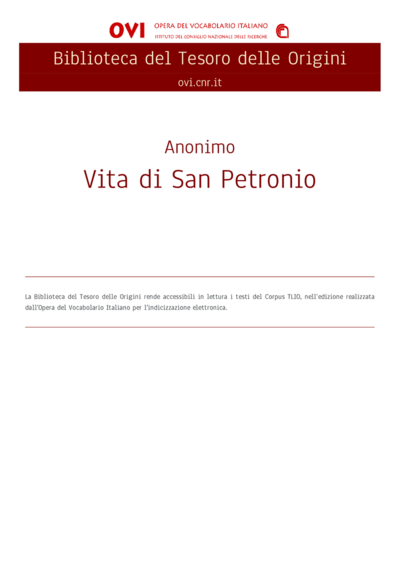 OVI OPERA DEL VOCABOLARIO ITALIANO
ISTITUTO DEL CONSIGLIO NAZIONALE DELLE RICERCHE
Biblioteca del Tesoro delle Origini
ovi.cnr.it
Anonimo
Vita di San Petronio
La Biblioteca del Tesoro delle Origini rende accessibili in lettura i testi del Corpus TLIO, nell'edizione realizzata
dall'Opera del Vocabolario Italiano per l'indicizzazione elettronica.